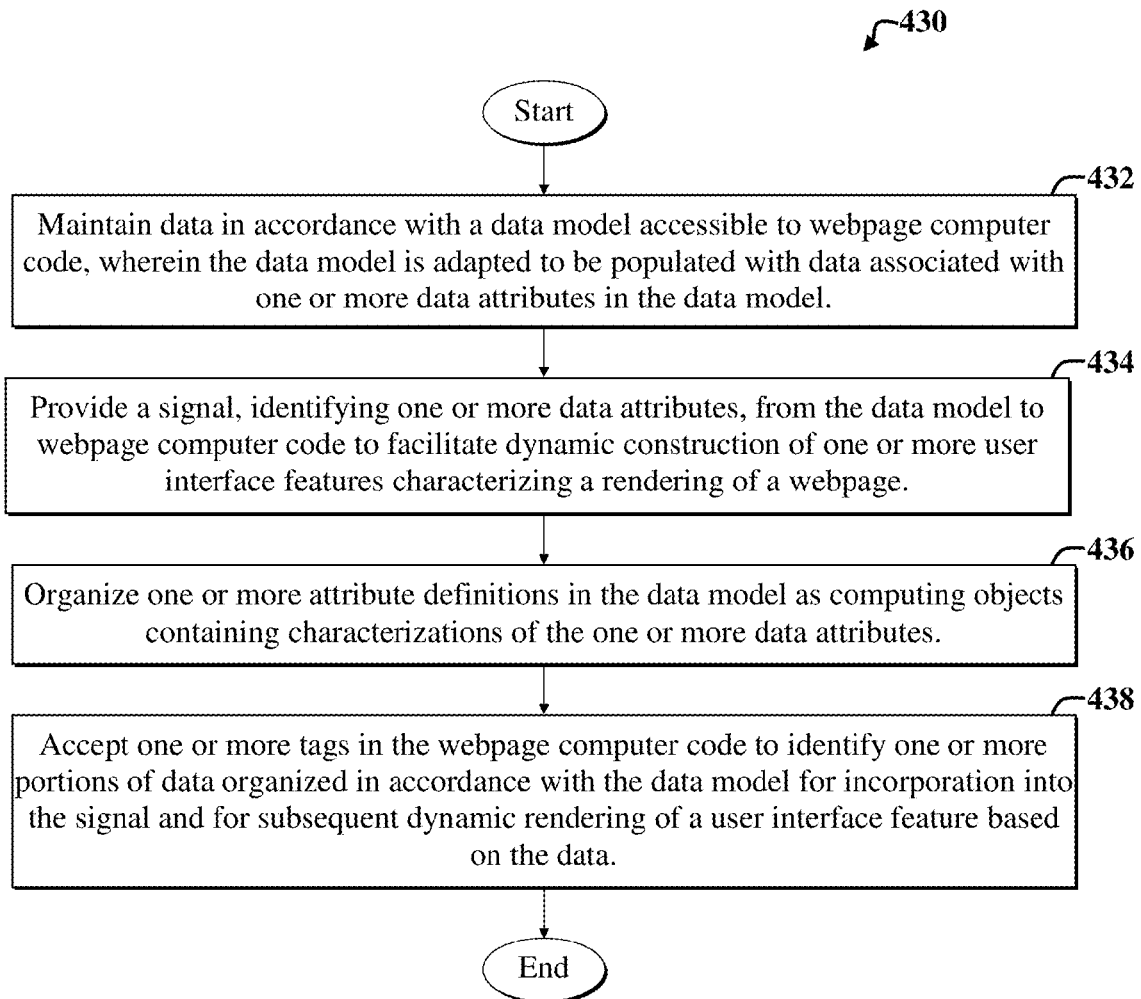 430
Start
432
Maintain data in accordance with a data model accessible to webpage computer
code, wherein the data model is adapted to be populated with data associated with
one or more data attributes in the data model.
434
Provide a signal, identifying one or more data attributes, from the data model to
webpage computer code to facilitate dynamic construction of one or more user
interface features characterizing a rendering of a webpage.
436
Organize one or more attribute definitions in the data model as computing objects
containing characterizations of the one or more data attributes.
438
Accept one or more tags in the webpage computer code to identify one or more
portions of data organized in accordance with the data model for incorporation into
the signal and for subsequent dynamic rendering of a user interface feature based
on the data.
End